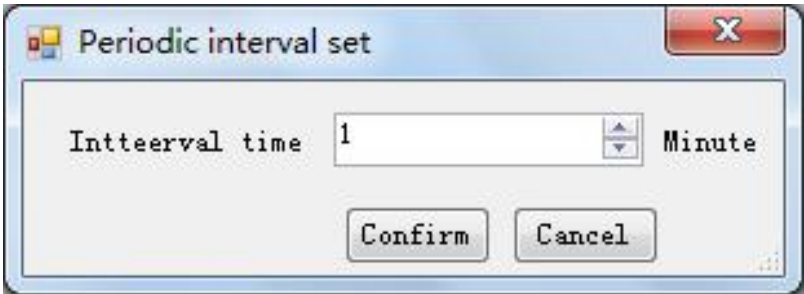 Periodic interval set
Intteerval time 1 Minute
Confirm Cancel